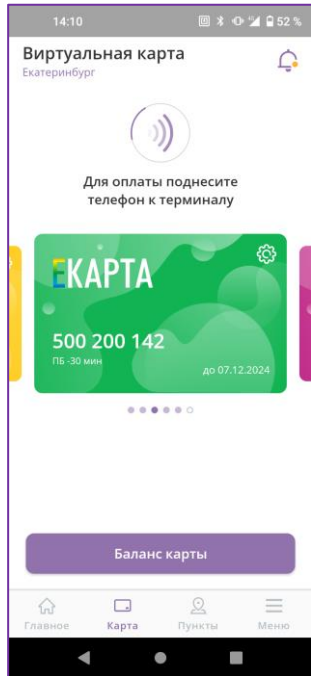 14:10
52 %
Виртуальная карта
Екатеринбург
Для оплаты поднесите
телефон к терминалу
ЕКАРТА
500 200 142
ПБ -30 мин
до 07.12.2024
Баланс карты
Главное Карта Пункты Меню